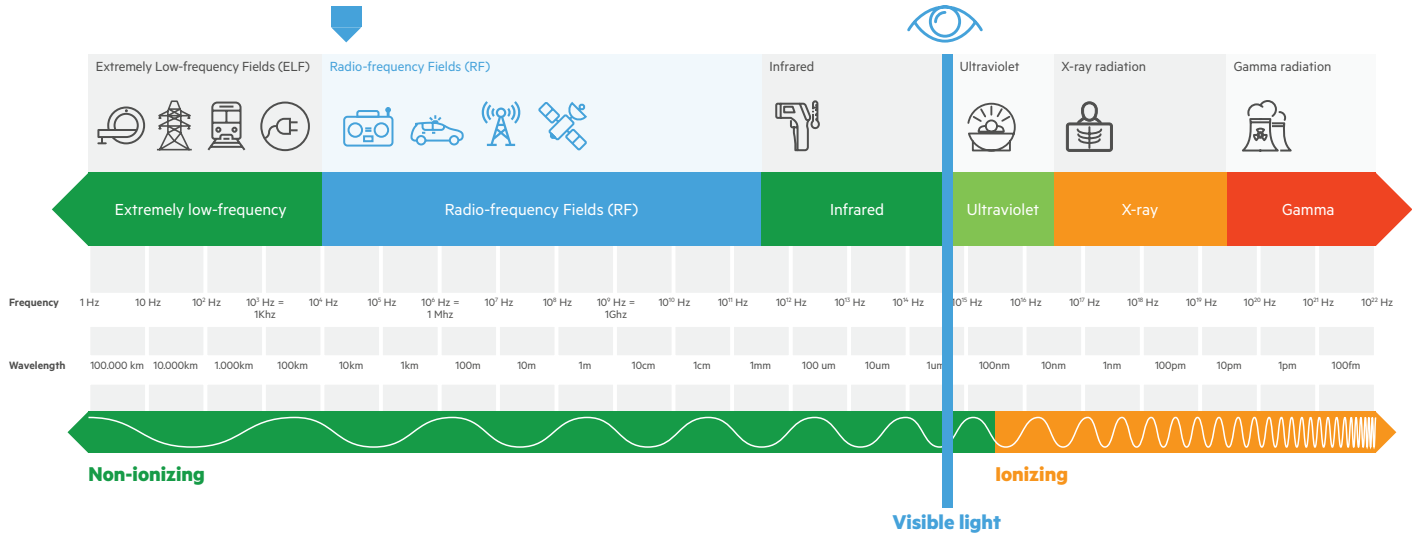 Extremely Low-frequency Fields (ELF) Radio-frequency Fields (RF) Infrared Ultraviolet X-ray radiation Gamma radiation
Extremely low-frequency Radio-frequency Fields (RF) Infrared Ultraviolet X-ray Gamma
Frequency 1 Hz 10 Hz 10² Hz 10³ Hz = 10⁴ Hz 10⁵ Hz 10⁶ Hz = 10⁷ Hz 10⁸ Hz 10⁹ Hz = 10¹⁰ Hz 10¹¹ Hz 10¹² Hz 10¹³ Hz 10¹⁴ Hz 10¹⁵ Hz 10¹⁶ Hz 10¹⁷ Hz 10¹⁸ Hz 10¹⁹ Hz 10²⁰ Hz 10²¹ Hz 10²² Hz
1Khz 1 Mhz 1Ghz
Wavelength 100.000 km 10.000km 1.000km 100km 10km 1km 100m 10m 1m 10cm 1cm 1mm 100 um 10um 1um 100nm 10nm 1nm 100pm 10pm 1pm 100fm
Non-ionizing Ionizing
Visible light